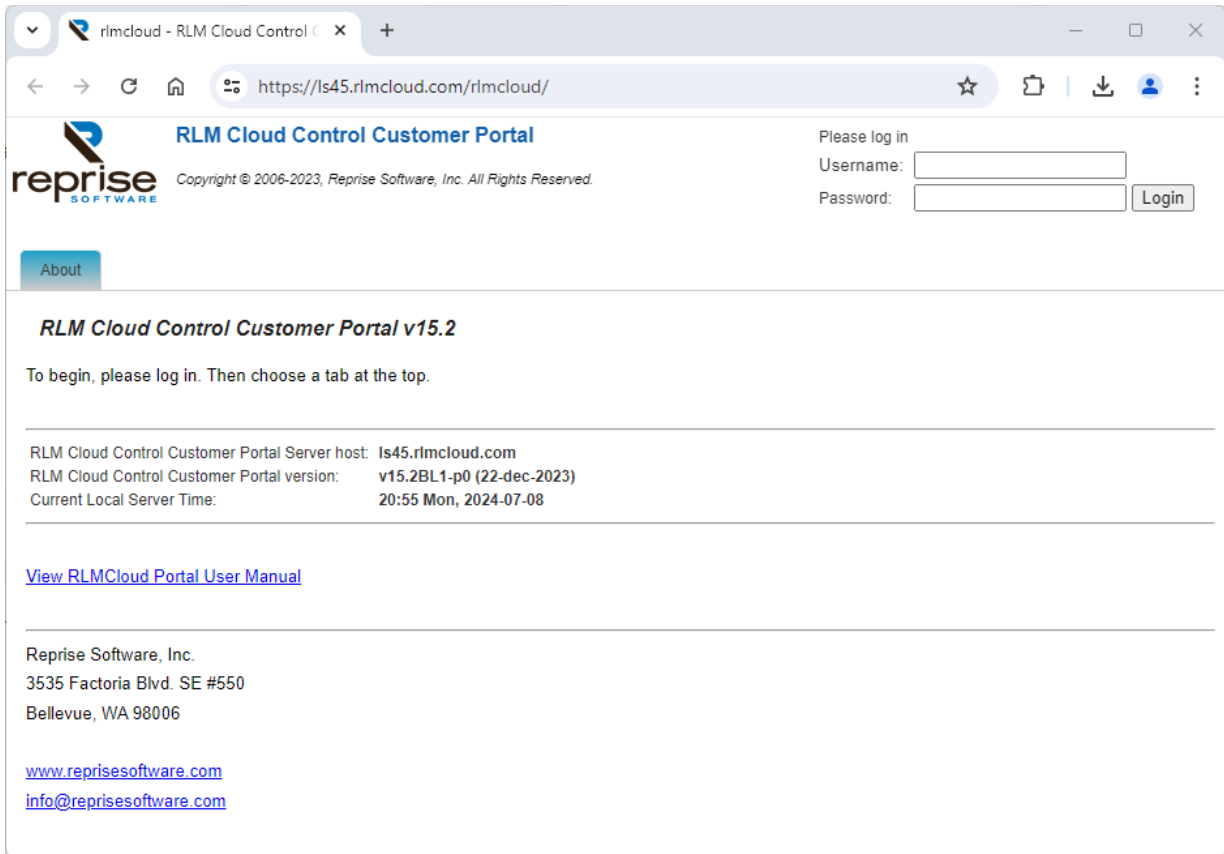 rlmcloud - RLM Cloud Control C
https://ls45.rlmcloud.com/rlmcloud/
reprise
SOFTWARE
RLM Cloud Control Customer Portal
Copyright © 2006-2023, Reprise Software, Inc. All Rights Reserved.
Please log in
Username:
Password:
Login
About
RLM Cloud Control Customer Portal v15.2
To begin, please log in. Then choose a tab at the top.
RLM Cloud Control Customer Portal Server host: ls45.rlmcloud.com
RLM Cloud Control Customer Portal version: v15.2BL1-p0 (22-dec-2023)
Current Local Server Time: 20:55 Mon, 2024-07-08
View RLMCloud Portal User Manual
Reprise Software, Inc.
3535 Factoria Blvd. SE #550
Bellevue, WA 98006
www.reprisesoftware.com
info@reprisesoftware.com